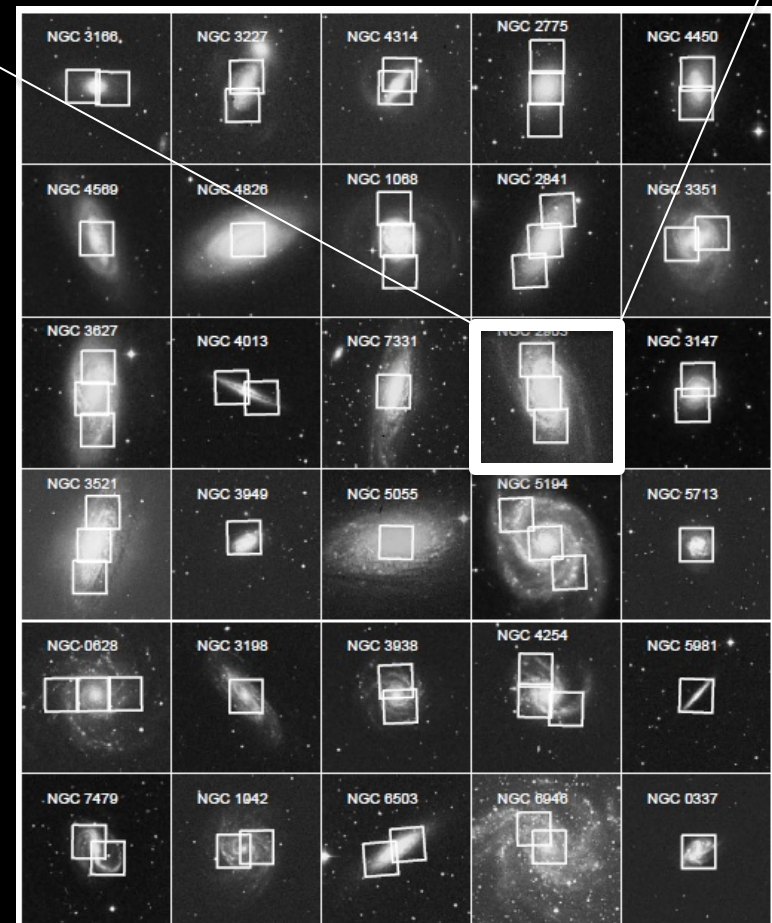 NGC 3166
NGC 3227
NGC 4314
NGC 2775
NGC 4450
NGC 4569
NGC 4826
NGC 1068
NGC 2841
NGC 3351
NGC 3627
NGC 4013
NGC 7331
NGC 3147
NGC 3521
NGC 3949
NGC 5055
NGC 5194
NGC 5713
NGC 0628
NGC 3198
NGC 3938
NGC 4254
NGC 5981
NGC 7479
NGC 1042
NGC 6503
NGC 6946
NGC 0337